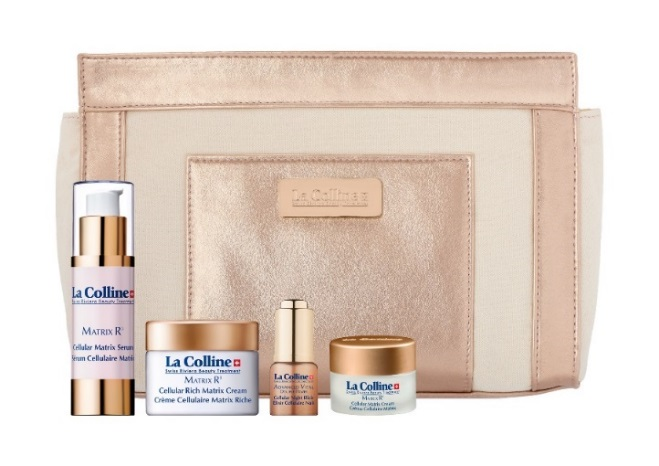 La Colline
La Colline
Swiss Riviera Beauty Treatment
MATRIX R³
Cellular Matrix Serum
Sérum Cellulaire Matrix
La Colline
Swiss Riviera Beauty Treatment
MATRIX R³
Cellular Rich Matrix Cream
Crème Cellulaire Matrix Riche
La Colline
Cellular Night Elixir
La Colline
MATRIX R³
Cellular Matrix Cream
Crème Cellulaire Matrix